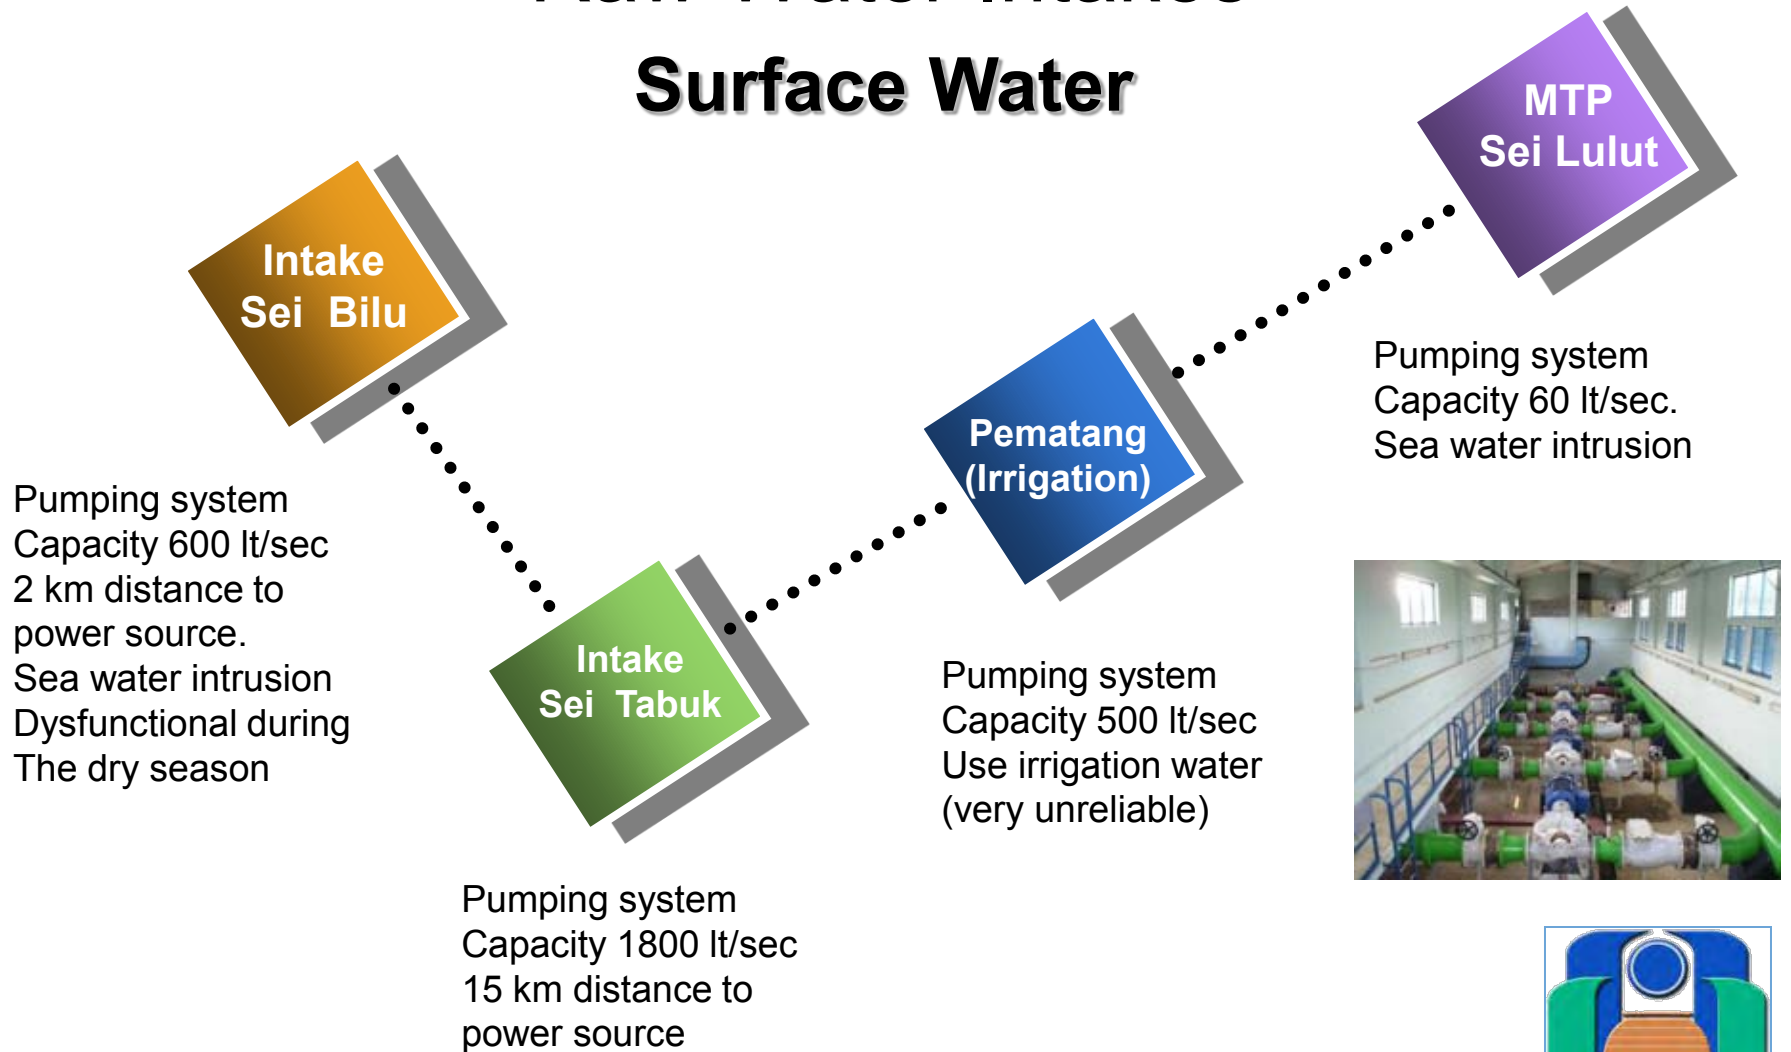 Raw Water Intakes
Surface Water
MTP
Sei Lulut
Intake
Sei Bilu
Pumping system
Capacity 60 lt/sec.
Sea water intrusion
Pematang
(Irrigation)
Pumping system
Capacity 600 lt/sec
2 km distance to
power source.
Sea water intrusion
Dysfunctional during
The dry season
Intake
Sei Tabuk
Pumping system
Capacity 500 lt/sec
Use irrigation water
(very unreliable)
Pumping system
Capacity 1800 lt/sec
15 km distance to
power source